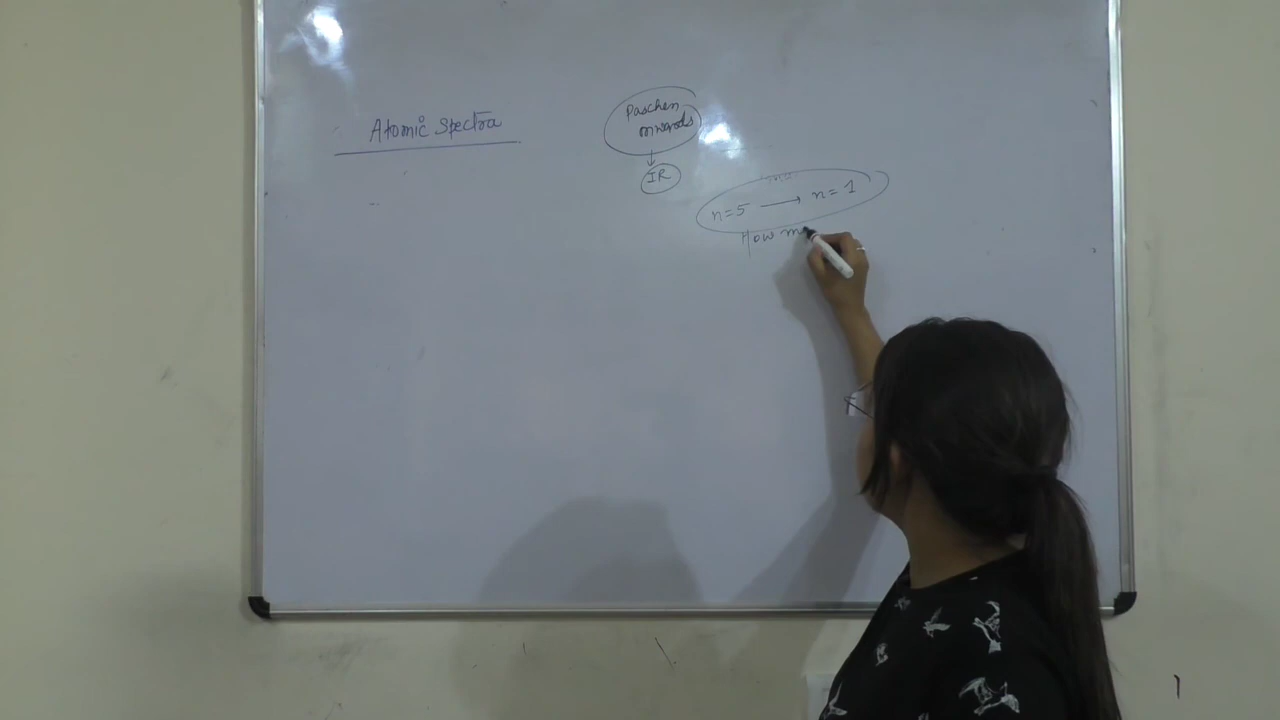 Atomic Spectra
Paschen
onwards
IR
n=5 → n=1
How m